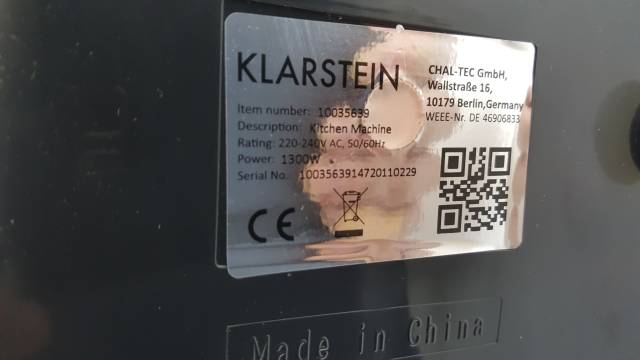 KLARSTEIN
Item number: 10035639
Description: Kitchen Machine
Rating: 220-240V AC, 50/60Hz
Power: 1300W
Serial No.: 1003563914720110229
CHAL-TEC GmbH,
Wallstraße 16,
10179 Berlin,Germany
WEEE-Nr. DE 46906833
CE
Made in China